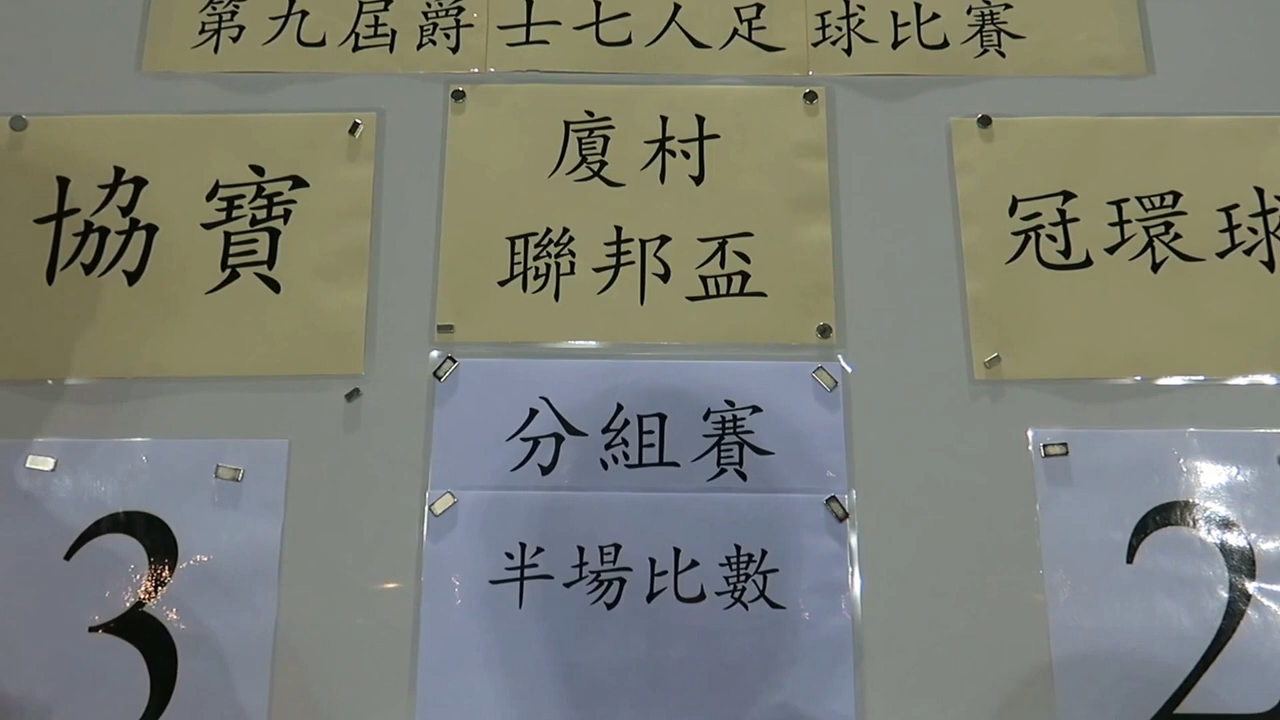 第九屆爵士七人足球比賽
協寶
廈村
聯邦盃
冠環球
分組賽
半場比數
3
2